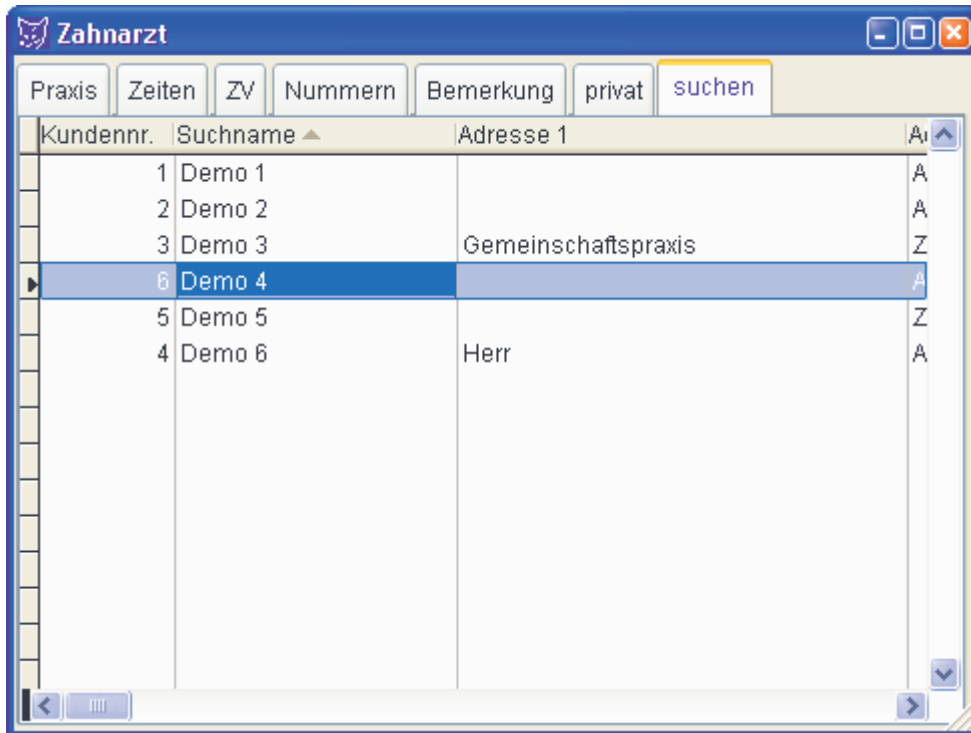 Zahnarzt
Praxis Zeiten ZV Nummern Bemerkung privat suchen
Kundennr. Suchname Adresse 1
1 Demo 1 A
2 Demo 2 A
3 Demo 3 Gemeinschaftspraxis Z
6 Demo 4 A
5 Demo 5 Z
4 Demo 6 Herr A